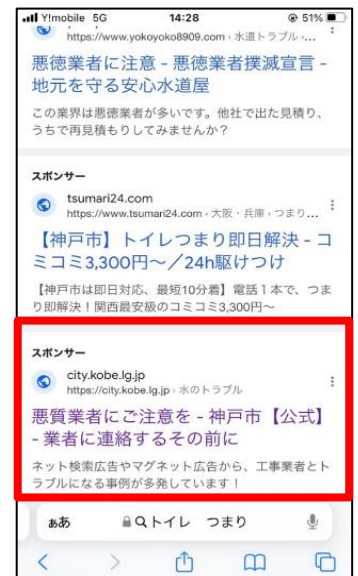 Y!mobile 5G 14:28 51%
https://www.yokoyoko8909.com › 水道トラブル ›...
悪徳業者に注意 - 悪徳業者撲滅宣言 -
地元を守る安心水道屋
この業界は悪徳業者が多いです。他社で出た見積り、
うちで再見積もりしてみませんか？
スポンサー
tsumari24.com
https://www.tsumari24.com › 大阪・兵庫 › つまり...
【神戸市】トイレつまり即日解決 - コ
ミコミ3,300円～／24h駆けつけ
【神戸市は即日対応、最短10分着】電話１本で、つま
り即解決！関西最安級のコミコミ3,300円～
スポンサー
city.kobe.lg.jp
https://city.kobe.lg.jp › 水のトラブル
悪質業者にご注意を - 神戸市【公式】
- 業者に連絡するその前に
ネット検索広告やマグネット広告から、工事業者とト
ラブルになる事例が多発しています！
ぁあ トイレ つまり